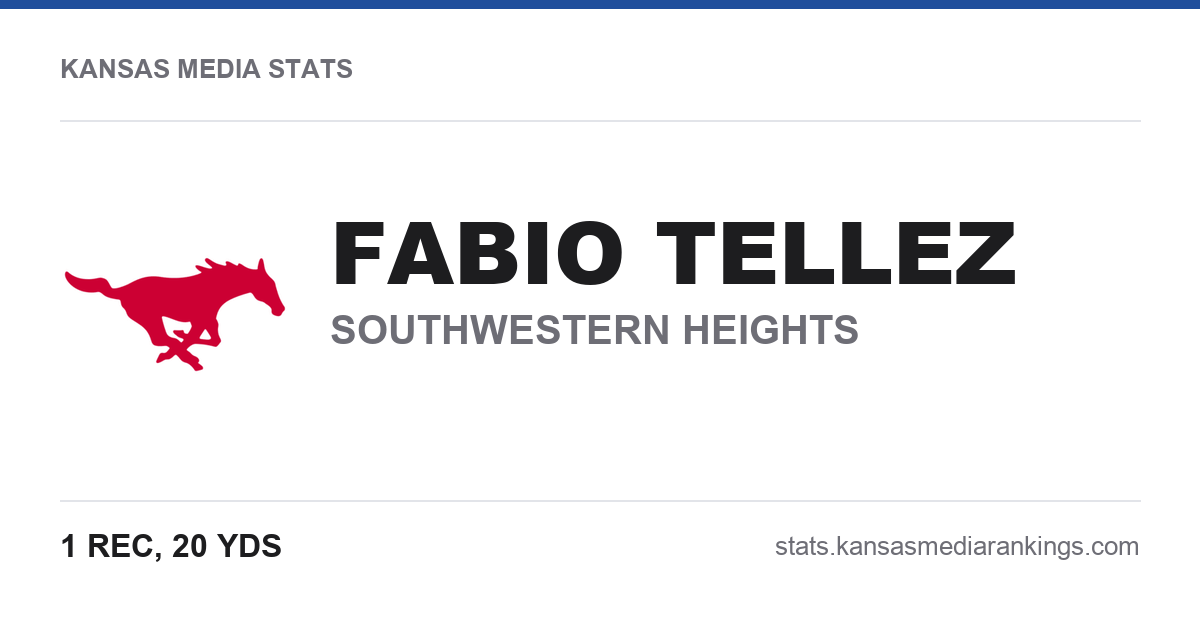 KANSAS MEDIA STATS
FABIO TELLEZ
SOUTHWESTERN HEIGHTS
1 REC, 20 YDS
stats.kansasmediarankings.com